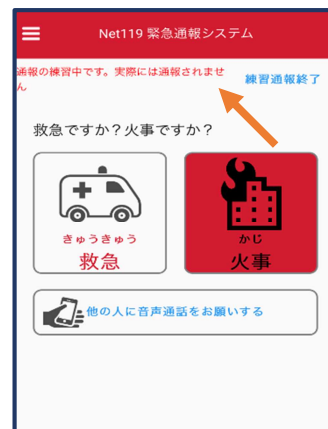 Net119 緊急通報システム
通報の練習中です。実際には通報されませ
ん
練習通報終了
救急ですか？火事ですか？
きゅうきゅう
救急
かじ
火事
他の人に音声通話をお願いする